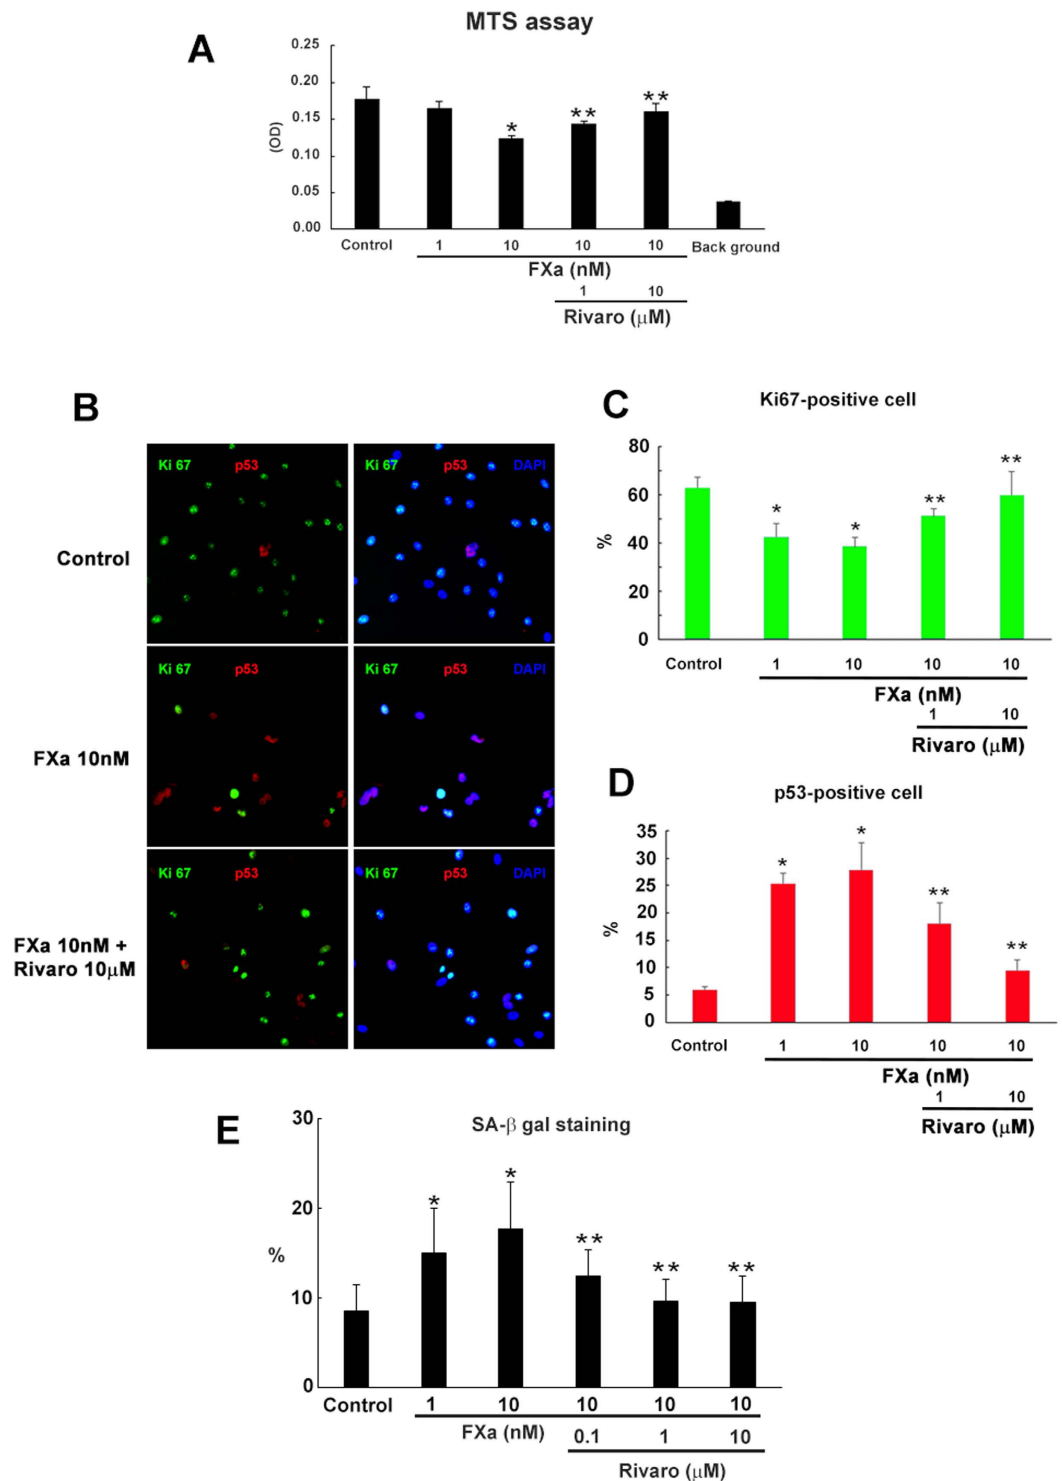 MTS assay
A
0.25
0.20
0.15
0.10
0.05
0.00
(OD)
* ** **
Control 1 10 10 10 Back ground
FXa (nM)
1 10
Rivaro (μM)
B
Ki 67 p53 Ki 67 p53 DAPI
Control
Ki 67 p53 Ki 67 p53 DAPI
FXa 10nM
Ki 67 p53 Ki 67 p53 DAPI
FXa 10nM +
Rivaro 10μM
C
Ki67-positive cell
80
60
40
20
0
%
* * ** **
Control 1 10 10 10
FXa (nM)
1 10
Rivaro (μM)
D
p53-positive cell
35
30
25
20
15
10
5
0
%
* * ** **
Control 1 10 10 10
FXa (nM)
1 10
Rivaro (μM)
E
SA-β gal staining
30
20
10
0
%
* * ** ** **
Control 1 10 10 10 10
FXa (nM) 0.1 1 10
Rivaro (μM)